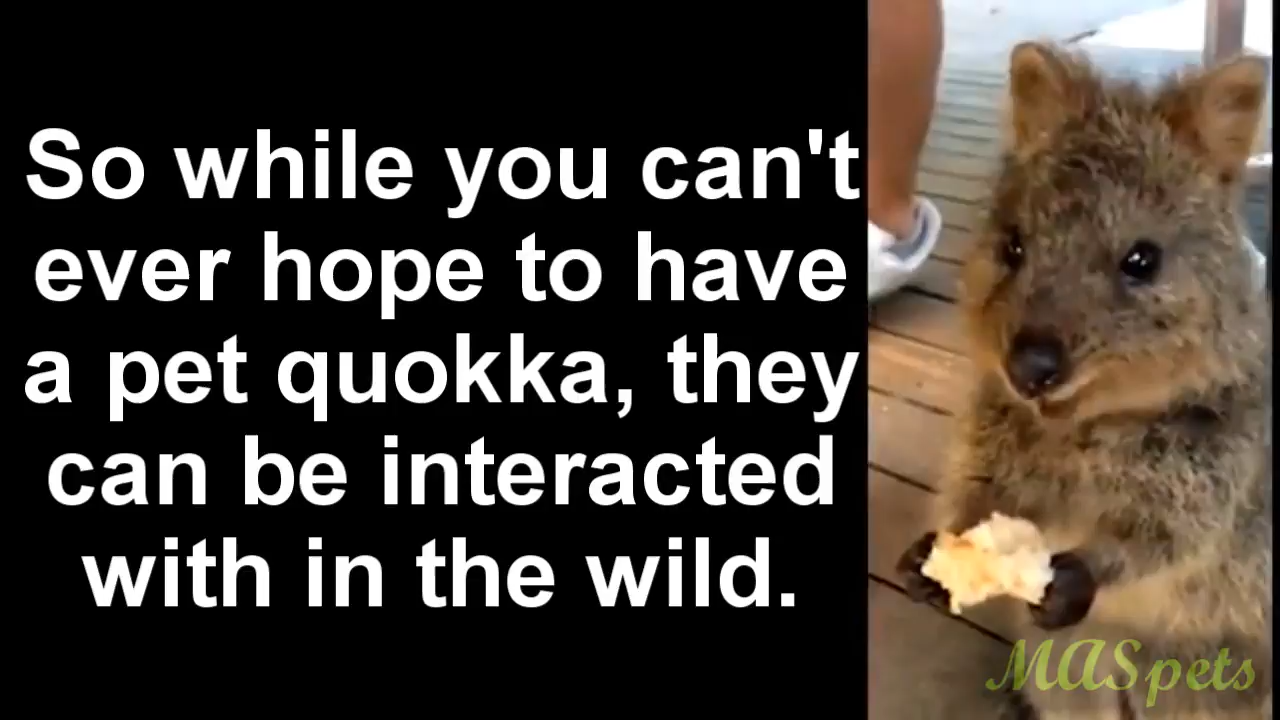 So while you can't
ever hope to have
a pet quokka, they
can be interacted
with in the wild.
MASpets